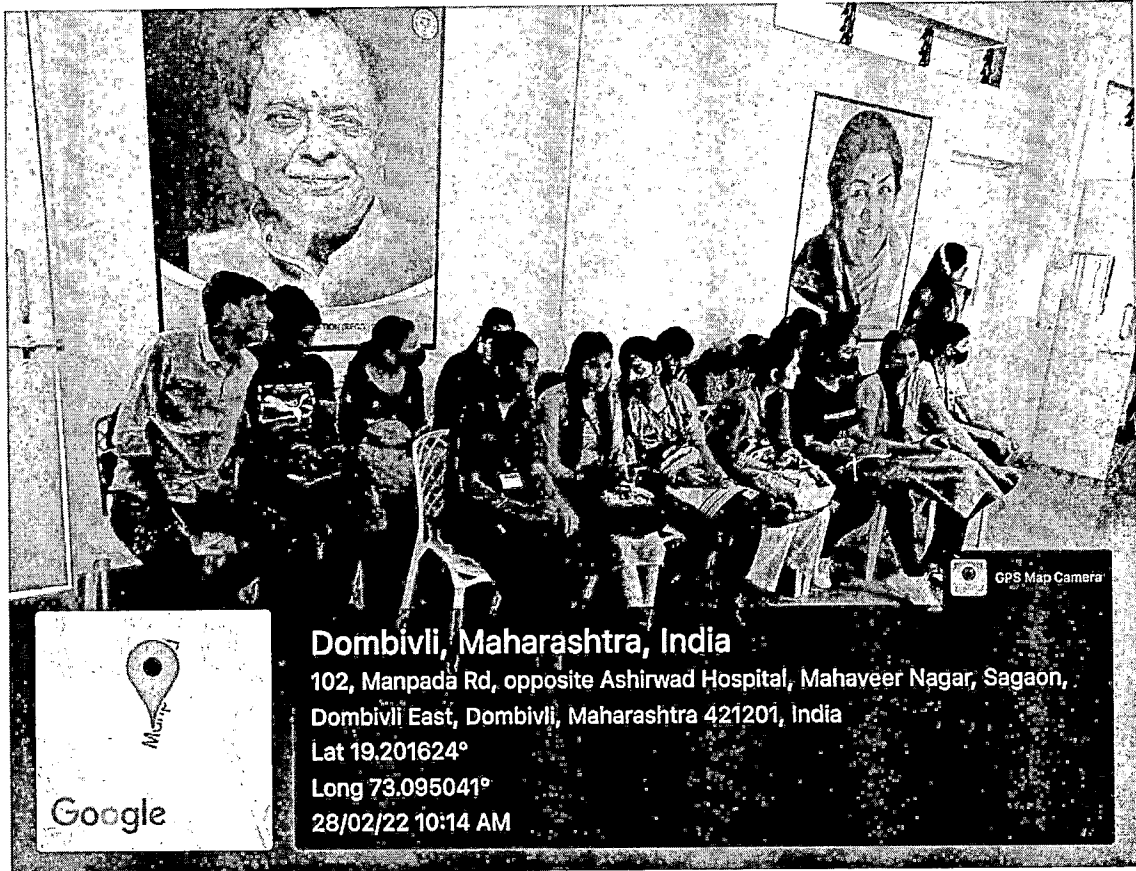 GPS Map Camera
Dombivli, Maharashtra, India
102, Manpada Rd, opposite Ashirwad Hospital, Mahaveer Nagar, Sagaon,
Dombivli East, Dombivli, Maharashtra 421201, India
Lat 19.201624°
Long 73.095041°
28/02/22 10:14 AM
Google